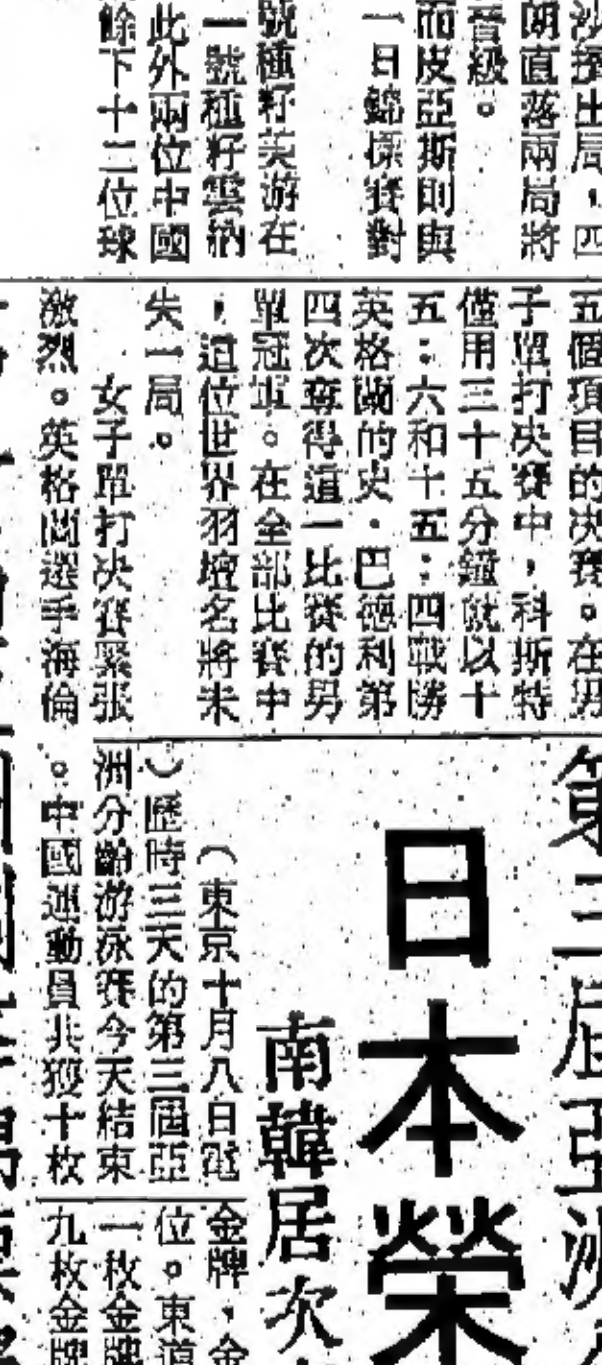 沙擠出局，四
朗直落兩局將
晉級。
而皮亞斯則與
一日錦標賽對
號種籽美游在
一號種籽雲納
此外兩位中國
餘下十二位球
五個項目的決賽。在男
子單打決賽中，科斯特
僅用三十五分鐘就以十
五：六和十五：四戰勝
英格蘭的史·巴德利第
四次奪得這一比賽的男
單冠軍。在全部比賽中
，這位世界羽壇名將未
失一局。
女子單打決賽緊張
激烈。英格蘭選手海倫
第三屆亞洲
日本榮
南韓居次
（東京十月八日電
）歷時三天的第三屆亞
洲分齡游泳賽今天結束
。中國運動員共獲十枚
金牌，金
位。東道
一枚金牌
九枚金牌